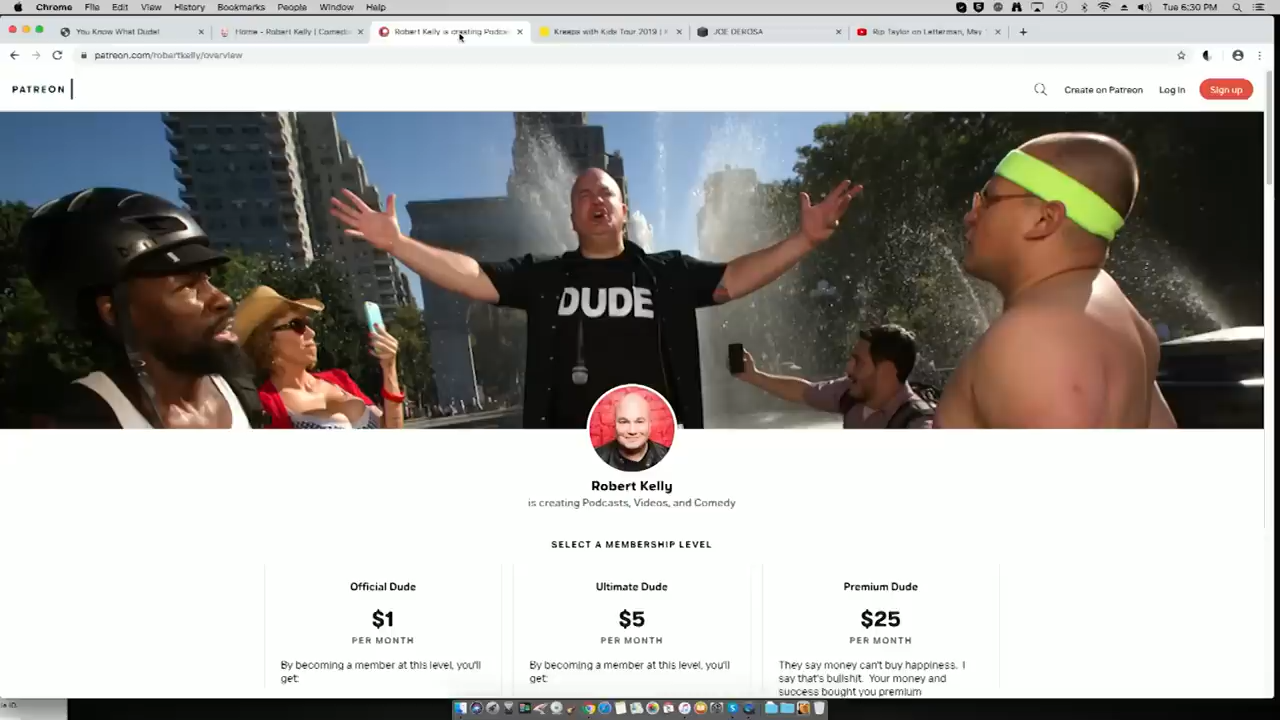 Chrome File Edit View History Bookmarks People Window Help Tue 6:30 PM
You Know What Dude! Home - Robert Kelly | Comedi Robert Kelly is creating Podca Kreeps with Kids Tour 2019 | JOE DEROSA Rip Taylor on Letterman, May
patreon.com/robertkelly/overview
PATREON Create on Patreon Log In Sign up
DUDE
Robert Kelly
is creating Podcasts, Videos, and Comedy
SELECT A MEMBERSHIP LEVEL
Official Dude Ultimate Dude Premium Dude
$1 $5 $25
PER MONTH PER MONTH PER MONTH
By becoming a member at this level, you'll By becoming a member at this level, you'll They say money can't buy happiness. I
get: get: say that's bullshit. Your money and
success bought you premium